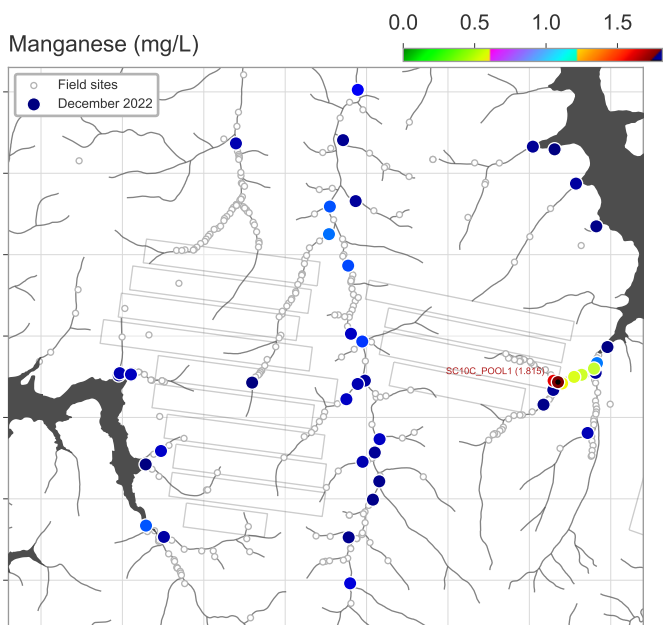 0.0 0.5 1.0 1.5
Manganese (mg/L)
Field sites
December 2022
SC10C_POOL1 (1.815)